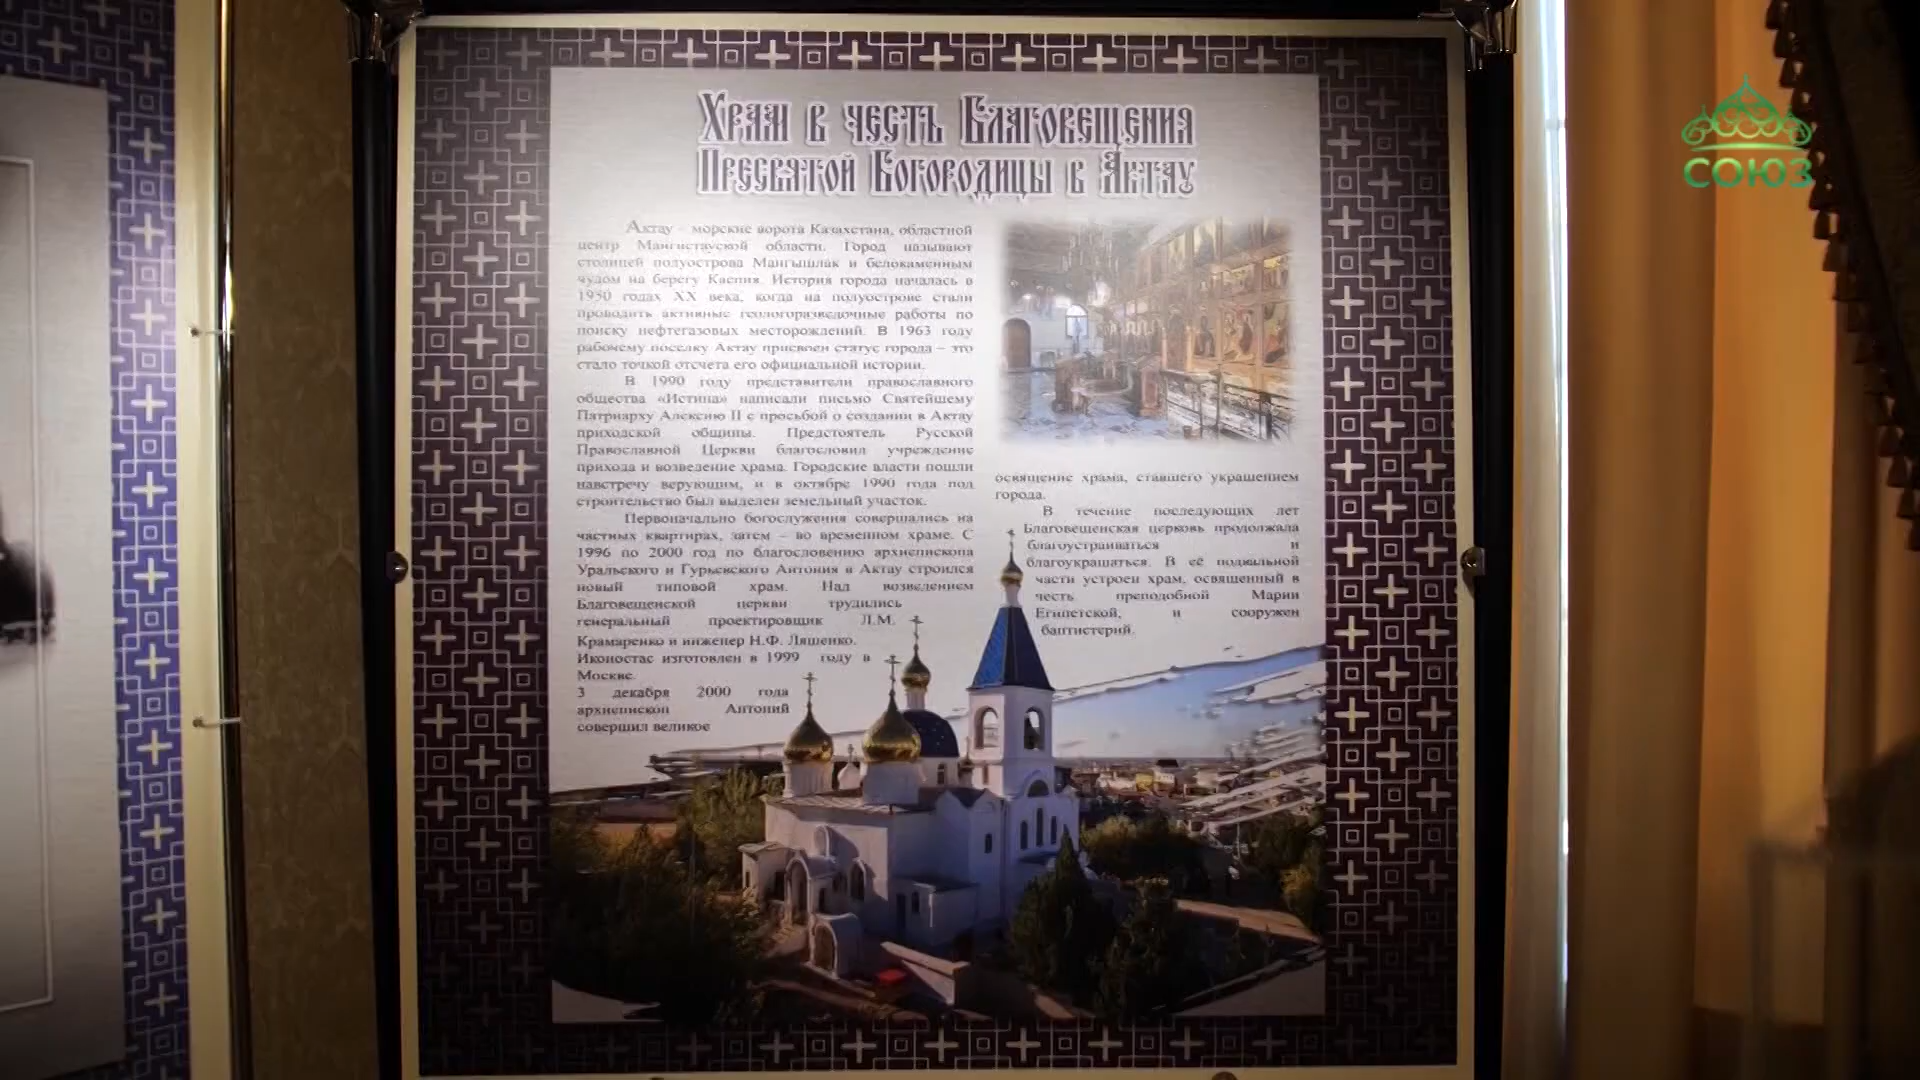 Храм в честь Благовещения
Пресвятой Богородицы в Актау
Актау - морские ворота Казахстана, областной
центр Мангистауской области. Город называют
столицей полуострова Мангышлак и белокаменным
чудом на берегу Каспия. История города началась в
1950 годах XX века, когда на полуострове стали
проводить активные геологоразведочные работы по
поиску нефтегазовых месторождений. В 1963 году
рабочему поселку Актау присвоен статус города – это
стало точкой отсчета его официальной истории.
В 1990 году представители православного
общества «Истина» написали письмо Святейшему
Патриарху Алексию II с просьбой о создании в Актау
приходской общины. Предстоятель Русской
Православной Церкви благословил учреждение
прихода и возведение храма. Городские власти пошли
навстречу верующим, и в октябре 1990 года под
строительство был выделен земельный участок.
Первоначально богослужения совершались на
частных квартирах, затем – во временном храме. С
1996 по 2000 год по благословению архиепископа
Уральского и Гурьевского Антония в Актау строился
новый типовой храм. Над возведением
Благовещенской церкви трудились
генеральный проектировщик Л.М.
Крамаренко и инженер Н.Ф. Ляшенко.
Иконостас изготовлен в 1999 году в
Москве.
3 декабря 2000 года
архиепископ Антоний
совершил великое
освящение храма, ставшего украшением
города.
В течение последующих лет
Благовещенская церковь продолжала
благоустраиваться и
благоукрашаться. В её подвальной
части устроен храм, освященный в
честь преподобной Марии
Египетской, и сооружен
баптистерий.
СОЮЗ